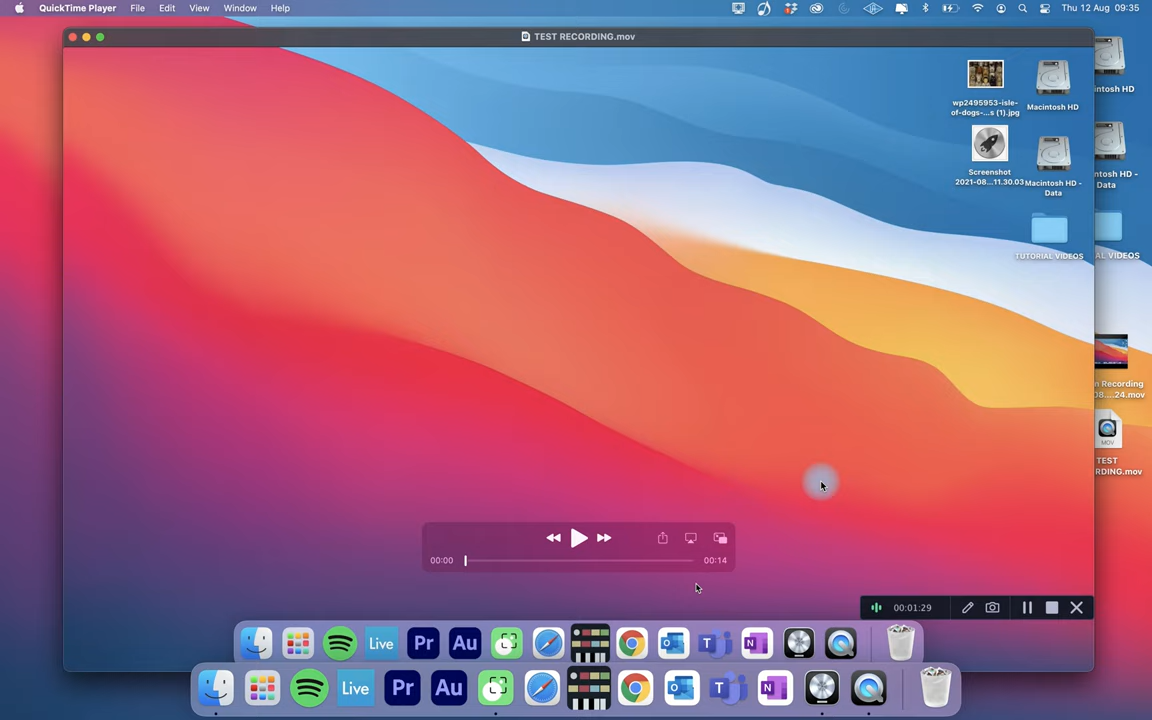 QuickTime Player File Edit View Window Help Thu 12 Aug 09:35
TEST RECORDING.mov
wp2495953-isle-
of-dogs-...s (1).jpg
Macintosh HD
intosh HD
Screenshot
2021-08...11.30.03
Macintosh HD -
Data
intosh HD -
Data
TUTORIAL VIDEOS
AL VIDEOS
n Recording
08....24.mov
MOV
TEST
RDING.mov
00:00 00:14
00:01:29
Live Pr Au
Live Pr Au